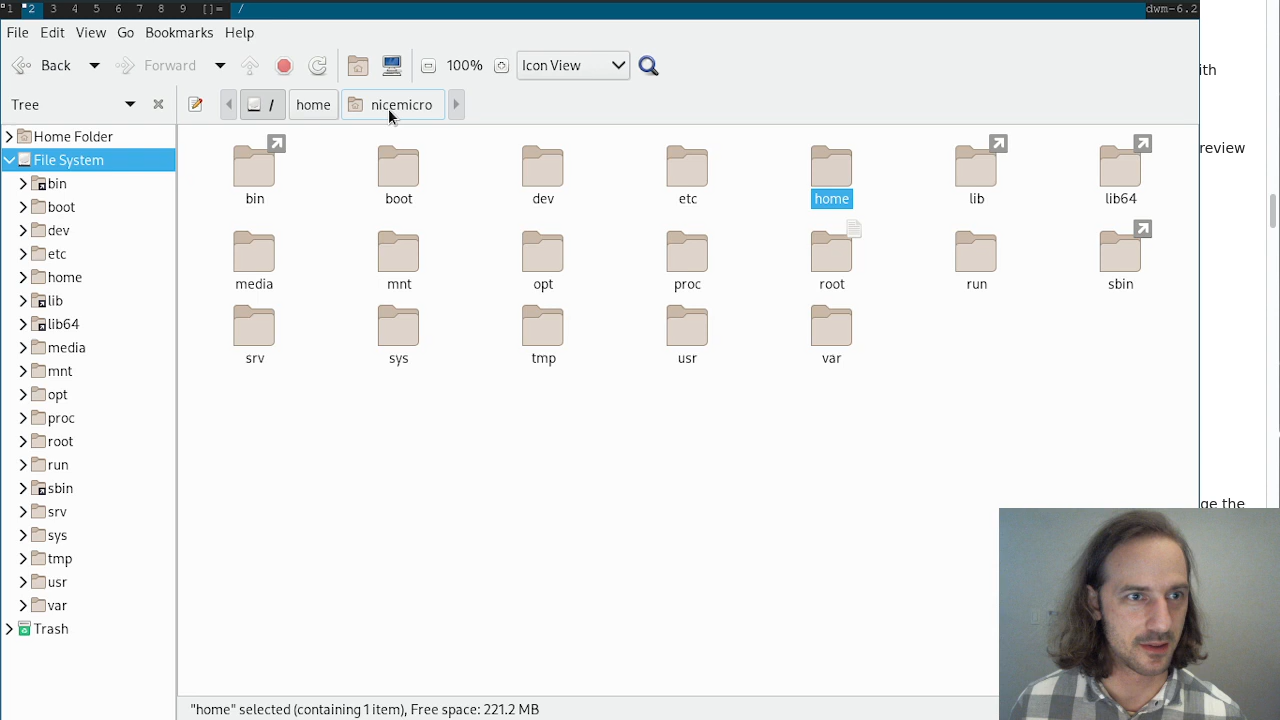 1 2 3 4 5 6 7 8 9 []= / dwm-6.2
File Edit View Go Bookmarks Help
Back Forward 100% Icon View
Tree / home nicemicro
Home Folder
File System
bin
boot
dev
etc
home
lib
lib64
media
mnt
opt
proc
root
run
sbin
srv
sys
tmp
usr
var
Trash
bin boot dev etc home lib lib64
media mnt opt proc root run sbin
srv sys tmp usr var
"home" selected (containing 1 item), Free space: 221.2 MB
ith
review
ge the